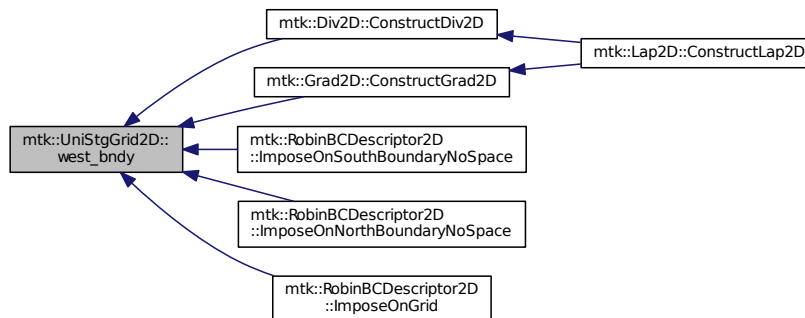 mtk::Div2D::ConstructDiv2D
mtk::Lap2D::ConstructLap2D
mtk::Grad2D::ConstructGrad2D
mtk::UniStgGrid2D::
west_bndy
mtk::RobinBCDescriptor2D
::ImposeOnSouthBoundaryNoSpace
mtk::RobinBCDescriptor2D
::ImposeOnNorthBoundaryNoSpace
mtk::RobinBCDescriptor2D
::ImposeOnGrid